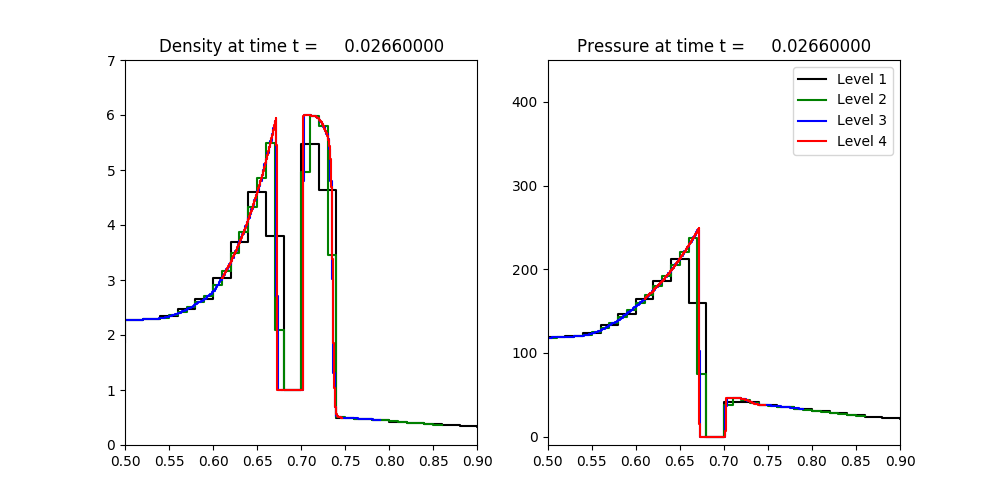 Density at time t =     0.02660000
7
6
5
4
3
2
1
0
0.50 0.55 0.60 0.65 0.70 0.75 0.80 0.85 0.90
Pressure at time t =     0.02660000
400
300
200
100
0
0.50 0.55 0.60 0.65 0.70 0.75 0.80 0.85 0.90
Level 1
Level 2
Level 3
Level 4